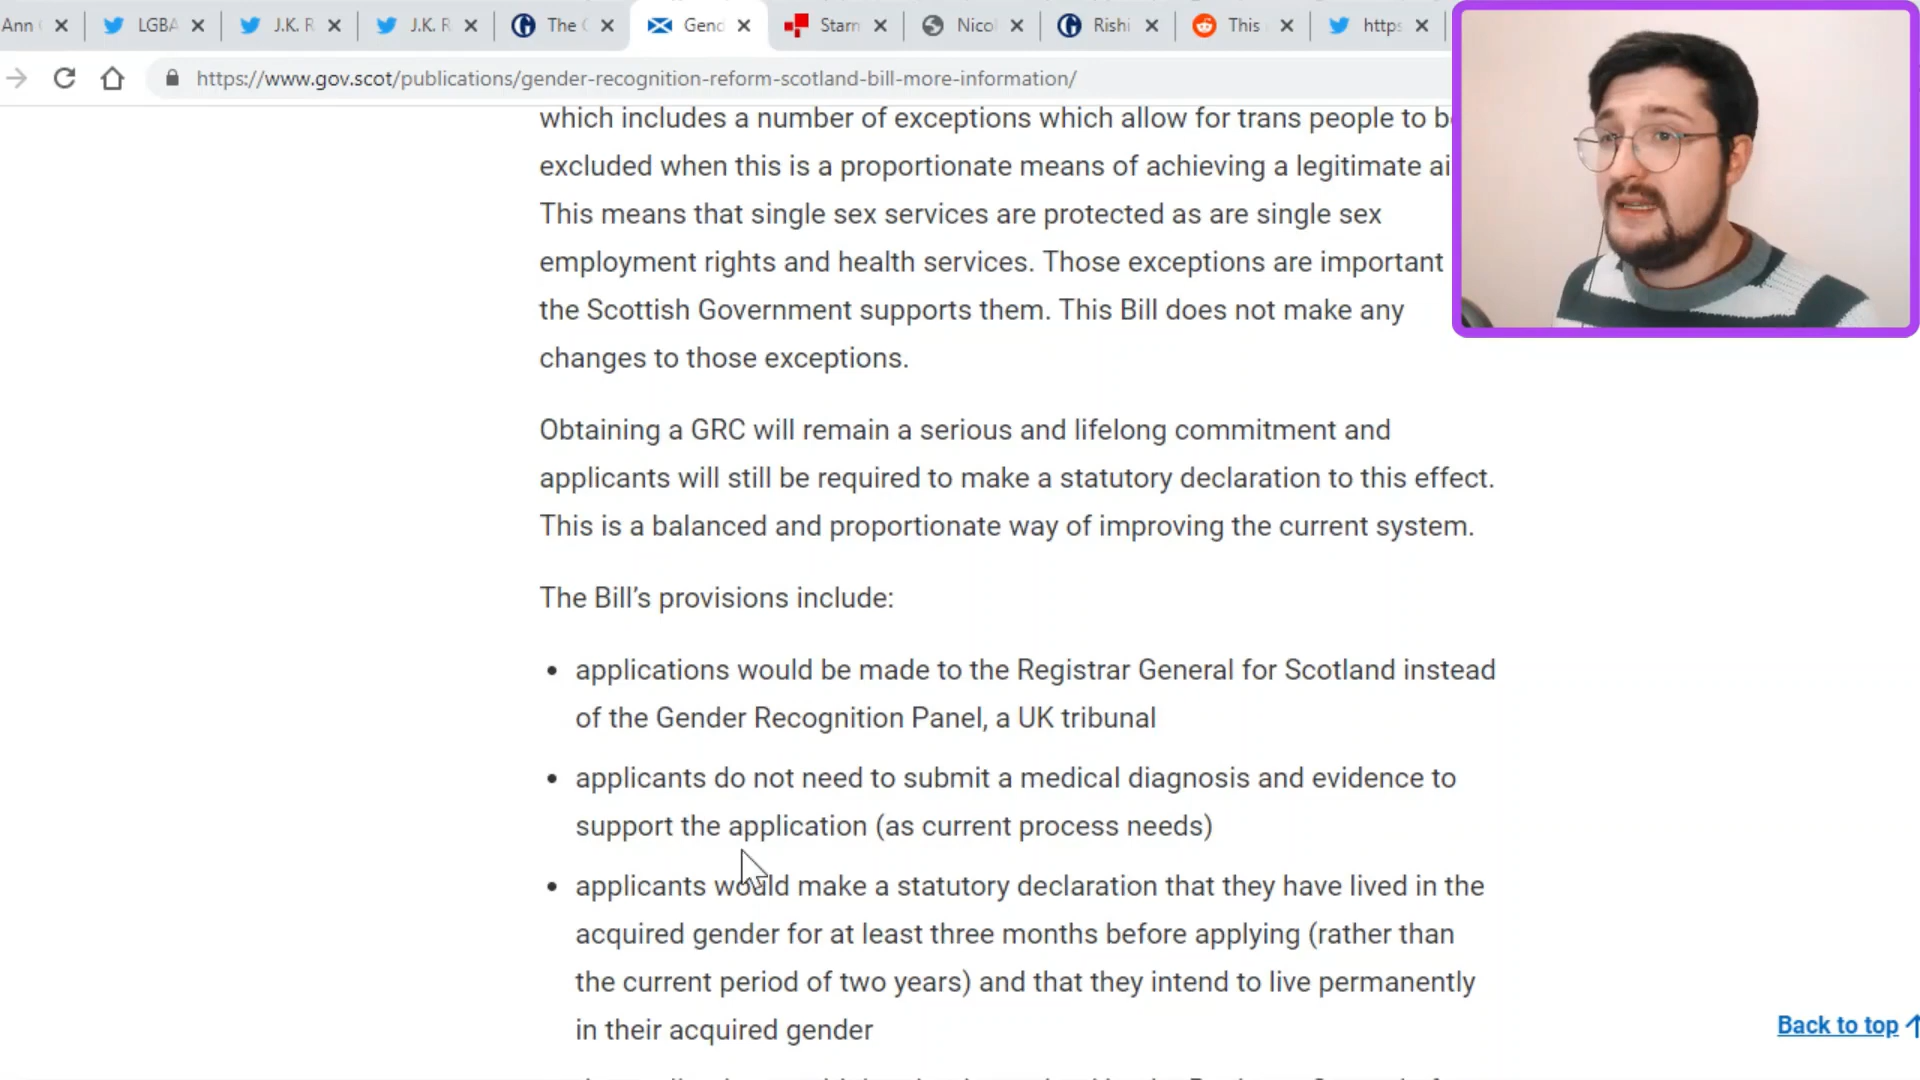 Ann
LGBA
J.K. R
J.K. R
The
Gend
Starn
Nicol
Rishi
This
https
https://www.gov.scot/publications/gender-recognition-reform-scotland-bill-more-information/
which includes a number of exceptions which allow for trans people to be
excluded when this is a proportionate means of achieving a legitimate ai
This means that single sex services are protected as are single sex
employment rights and health services. Those exceptions are important
the Scottish Government supports them. This Bill does not make any
changes to those exceptions.
Obtaining a GRC will remain a serious and lifelong commitment and
applicants will still be required to make a statutory declaration to this effect.
This is a balanced and proportionate way of improving the current system.
The Bill’s provisions include:
• applications would be made to the Registrar General for Scotland instead
of the Gender Recognition Panel, a UK tribunal
• applicants do not need to submit a medical diagnosis and evidence to
support the application (as current process needs)
• applicants would make a statutory declaration that they have lived in the
acquired gender for at least three months before applying (rather than
the current period of two years) and that they intend to live permanently
in their acquired gender
Back to top